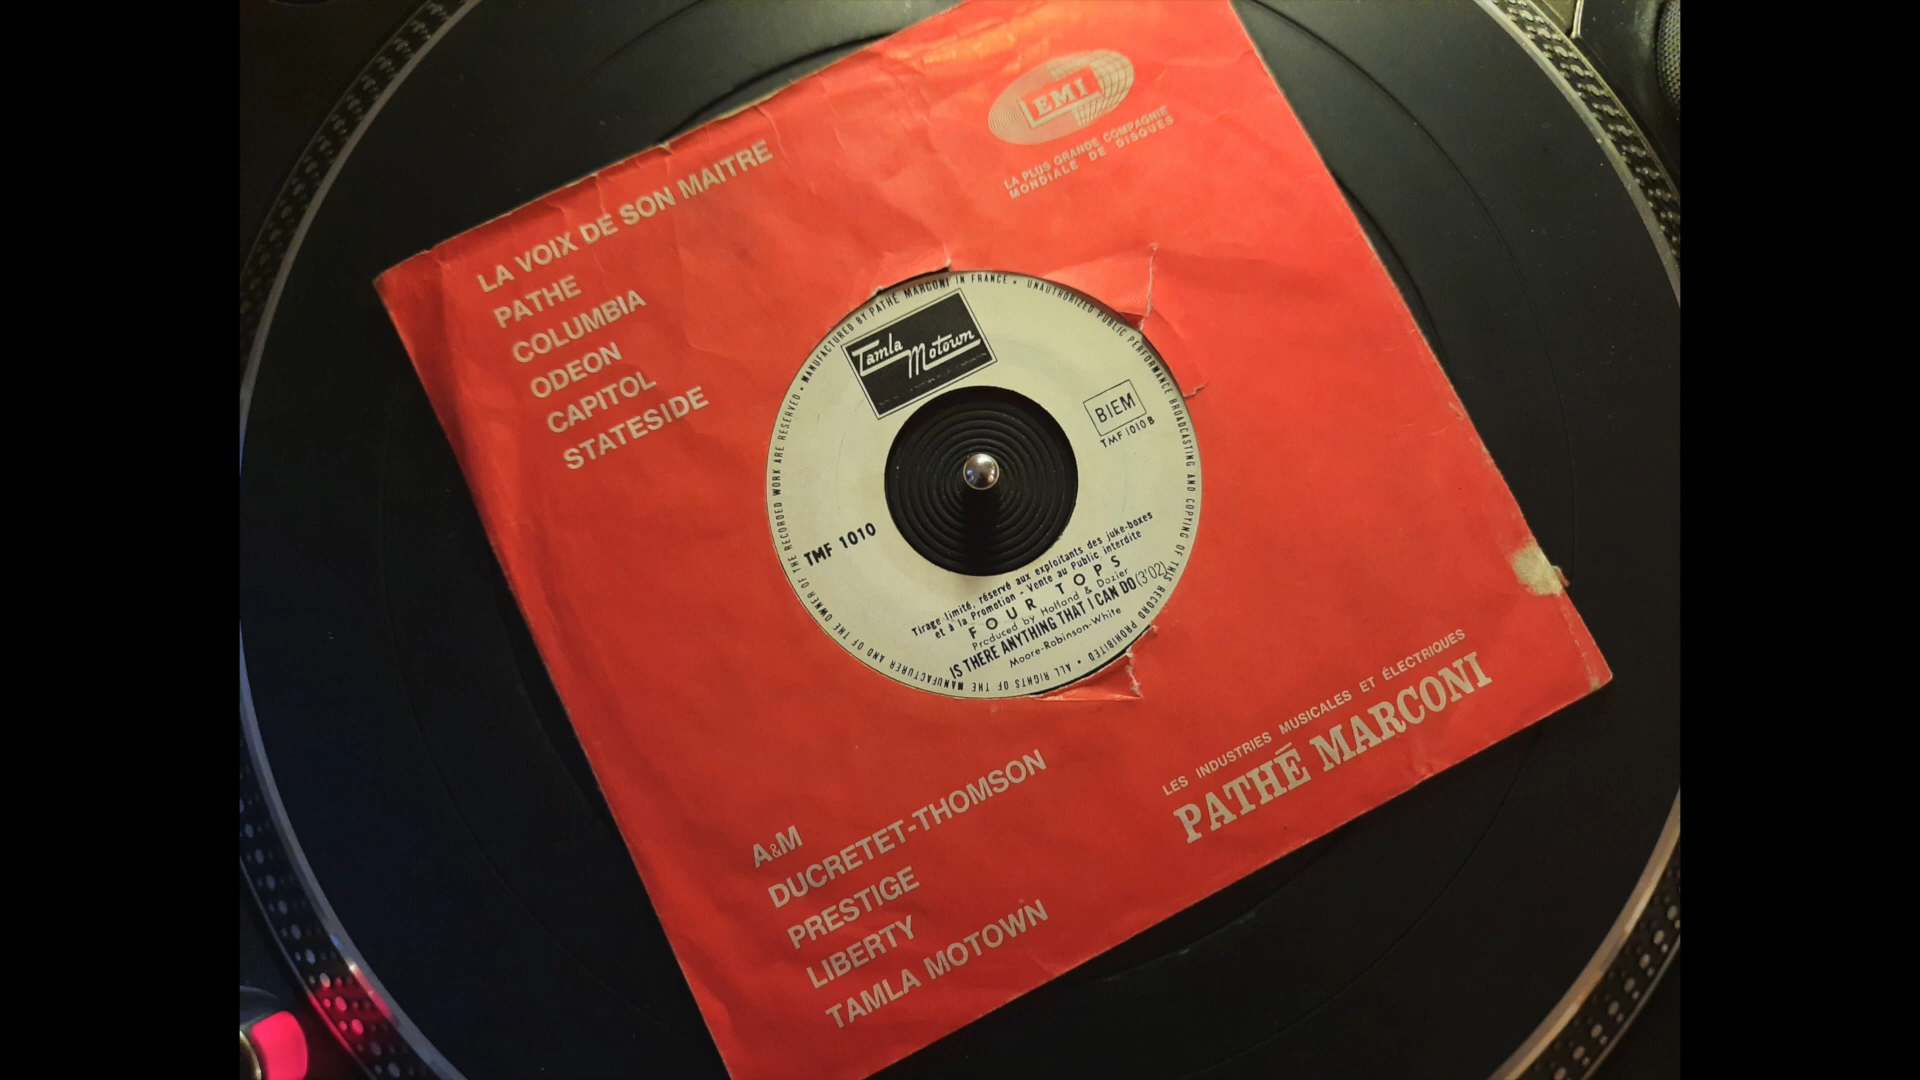 EMI
LA PLUS GRANDE COMPAGNIE
MONDIALE DE DISQUES
LA VOIX DE SON MAITRE
PATHE
COLUMBIA
ODEON
CAPITOL
STATESIDE
MANUFACTURED BY PATHÉ MARCONI IN FRANCE • UNAUTHORIZED PUBLIC PERFORMANCE BROADCASTING AND COPYING OF THIS RECORD PROHIBITED • ALL RIGHTS OF THE MANUFACTURER AND OF THE OWNER OF THE RECORDED WORK ARE RESERVED •
Tamla Motown
BIEM
TMF 1010 B
TMF 1010
Tirage limité, réservé aux exploitants des juke-boxes
et à la Promotion - Vente au Public interdite
FOUR TOPS
Produced by Holland & Dozier
IS THERE ANYTHING THAT I CAN DO (3'02)
Moore-Robinson-White
LES INDUSTRIES MUSICALES ET ÉLECTRIQUES
PATHÉ MARCONI
A&M
DUCRETET-THOMSON
PRESTIGE
LIBERTY
TAMLA MOTOWN